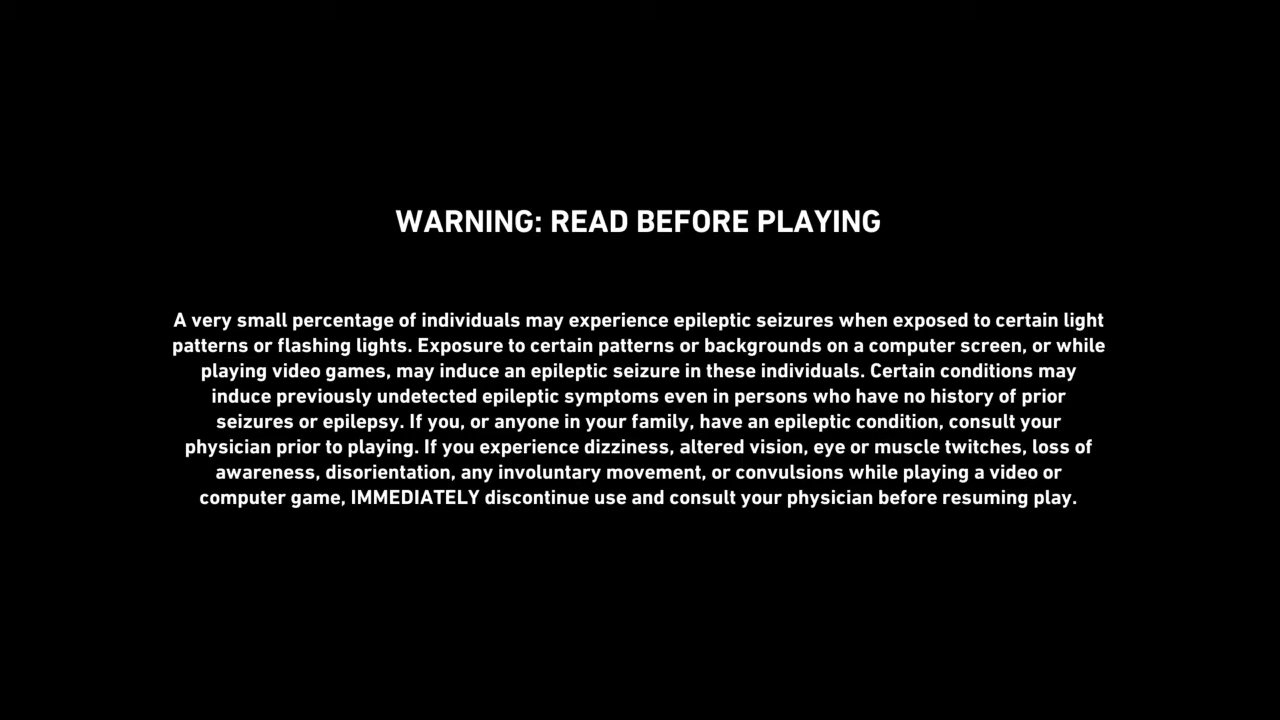 WARNING: READ BEFORE PLAYING
A very small percentage of individuals may experience epileptic seizures when exposed to certain light
patterns or flashing lights. Exposure to certain patterns or backgrounds on a computer screen, or while
playing video games, may induce an epileptic seizure in these individuals. Certain conditions may
induce previously undetected epileptic symptoms even in persons who have no history of prior
seizures or epilepsy. If you, or anyone in your family, have an epileptic condition, consult your
physician prior to playing. If you experience dizziness, altered vision, eye or muscle twitches, loss of
awareness, disorientation, any involuntary movement, or convulsions while playing a video or
computer game, IMMEDIATELY discontinue use and consult your physician before resuming play.